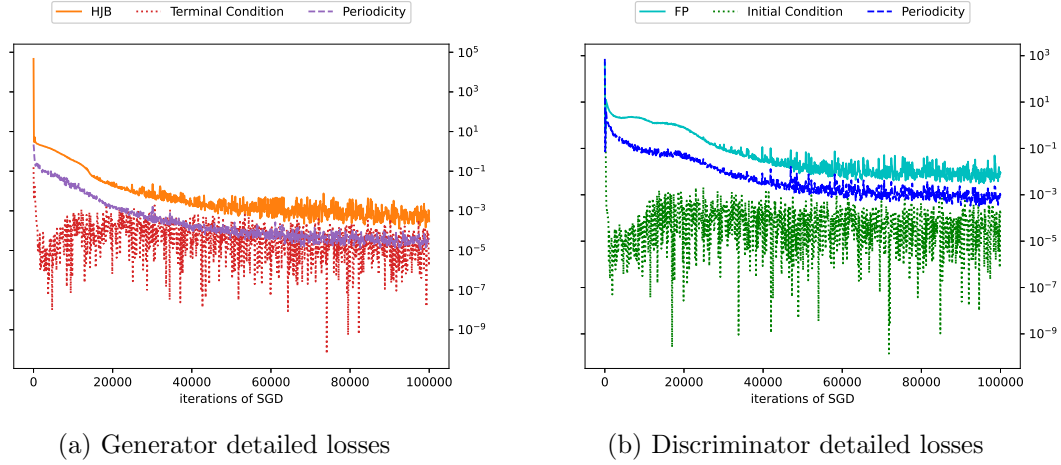 HJB Terminal Condition Periodicity
10^5
10^1
10^-1
10^-3
10^-5
10^-7
10^-9
0 20000 40000 60000 80000 100000
iterations of SGD
(a) Generator detailed losses
FP Initial Condition Periodicity
10^3
10^1
10^-1
10^-3
10^-5
10^-7
10^-9
0 20000 40000 60000 80000 100000
iterations of SGD
(b) Discriminator detailed losses